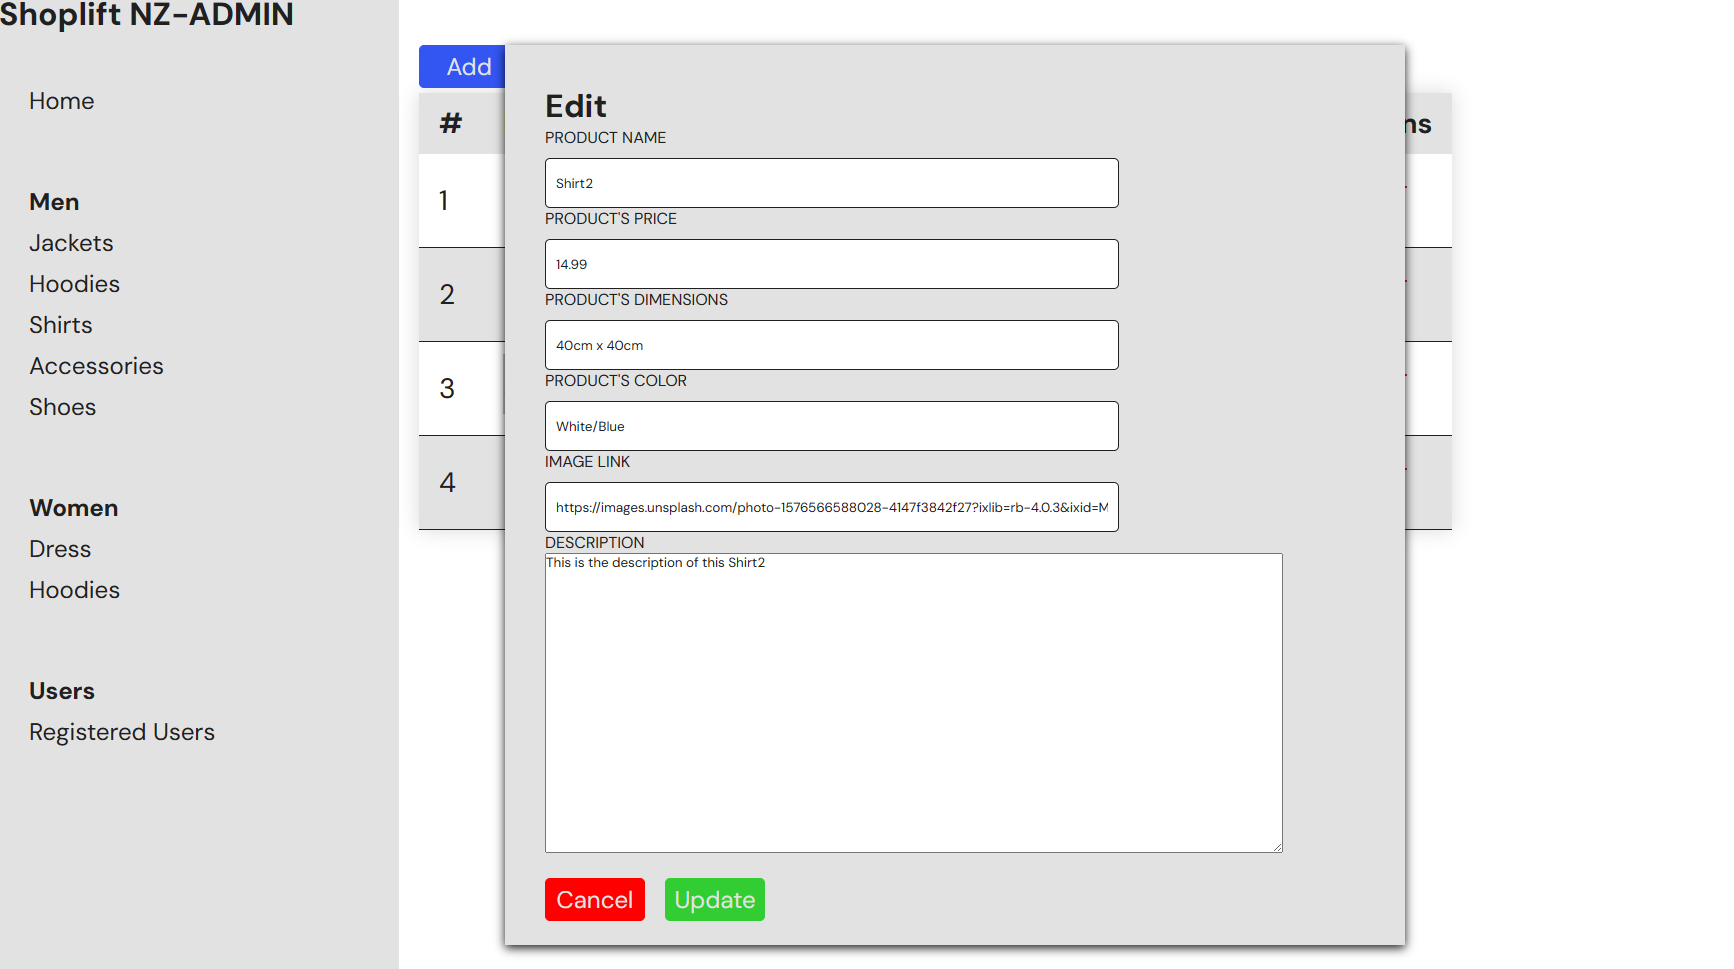 Shoplift NZ-ADMIN
Home
Men
Jackets
Hoodies
Shirts
Accessories
Shoes
Women
Dress
Hoodies
Users
Registered Users
Add
#
1
2
3
4
Edit
PRODUCT NAME
Shirt2
PRODUCT'S PRICE
14.99
PRODUCT'S DIMENSIONS
40cm x 40cm
PRODUCT'S COLOR
White/Blue
IMAGE LINK
https://images.unsplash.com/photo-1576566588028-4147f3842f27?ixlib=rb-4.0.3&ixid=M
DESCRIPTION
This is the description of this Shirt2
Cancel
Update